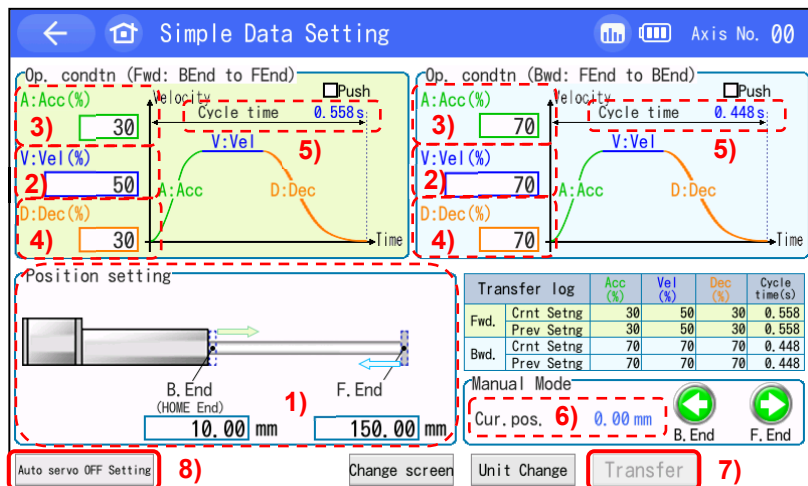 Simple Data Setting
Axis No. 00
Op. condtn (Fwd: BEnd to FEnd)
A:Acc(%)
3)
30
Velocity
Push
Cycle time 0.558s
5)
V:Vel(%)
2)
50
V:Vel
A:Acc
D:Dec
D:Dec(%)
4)
30
Time
Op. condtn (Bwd: FEnd to BEnd)
A:Acc(%)
3)
70
Velocity
Push
Cycle time 0.448s
5)
V:Vel(%)
2)
70
V:Vel
A:Acc
D:Dec
D:Dec(%)
4)
70
Time
Position setting
B.End
(HOME End)
F.End
1)
10.00 mm
150.00 mm
Transfer log Acc (%) Vel (%) Dec (%) Cycle time(s)
Fwd. Crnt Setng 30 50 30 0.558
Prev Setng 30 50 30 0.558
Bwd. Crnt Setng 70 70 70 0.448
Prev Setng 70 70 70 0.448
Manual Mode
Cur.pos. 6) 0.00 mm
B.End
F.End
Auto servo OFF Setting
8)
Change screen
Unit Change
Transfer
7)